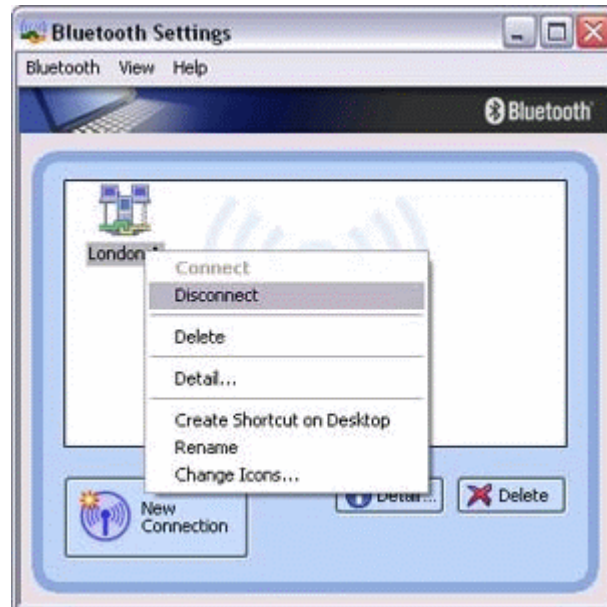 Bluetooth Settings
Bluetooth View Help
Bluetooth
London
Connect
Disconnect
Delete
Detail...
Create Shortcut on Desktop
Rename
Change Icons...
New
Connection
Detail...
Delete